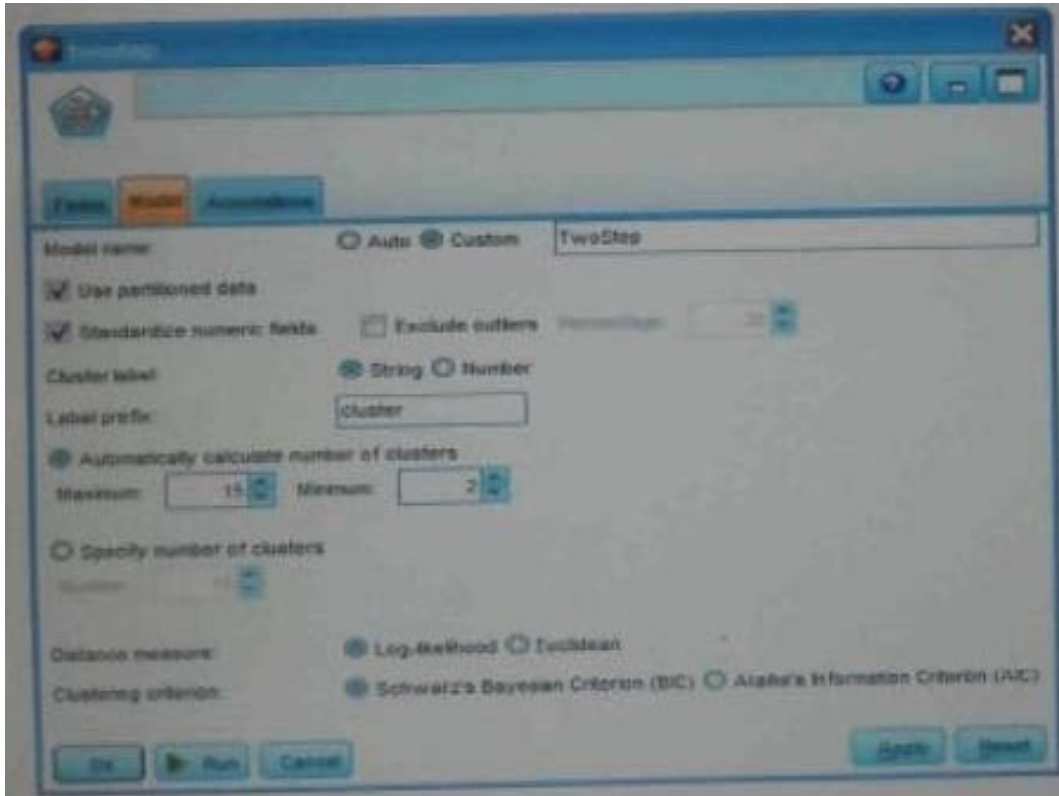 TwoStep
Fields Model Annotations
Model name: Auto Custom TwoStep
Use partitioned data
Standardize numeric fields Exclude outliers Percentage:
Cluster label: String Number
Label prefix: cluster
Automatically calculate number of clusters
Maximum: 15 Minimum: 2
Specify number of clusters
Number:
Distance measure: Log-likelihood Euclidean
Clustering criterion: Schwarz's Bayesian Criterion (BIC) Akaike's Information Criterion (AIC)
Ok Run Cancel Apply Reset